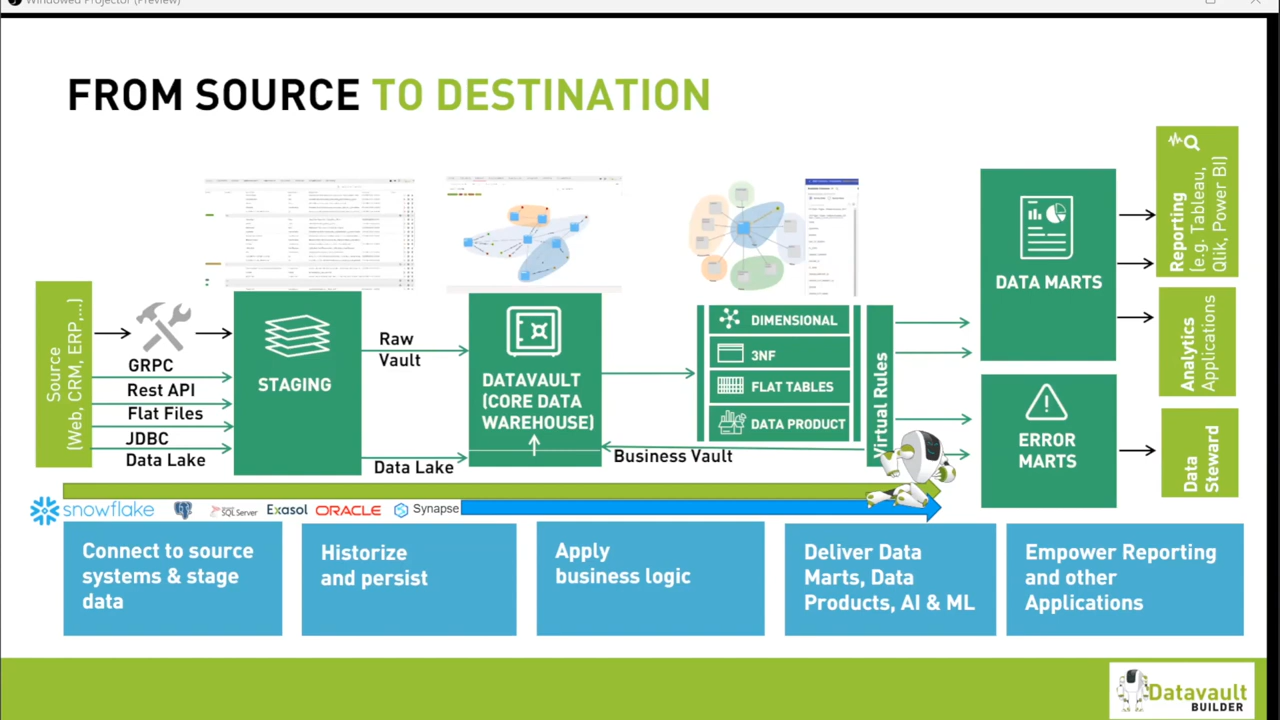 Windowed Projector (Preview)
FROM SOURCE TO DESTINATION
Source
(Web, CRM, ERP,...)
GRPC
Rest API
Flat Files
JDBC
Data Lake
STAGING
Raw
Vault
Data Lake
DATAVAULT
(CORE DATA
WAREHOUSE)
DIMENSIONAL
3NF
FLAT TABLES
DATA PRODUCT
Virtual Rules
Business Vault
DATA MARTS
ERROR
MARTS
Reporting
(e.g. Tableau,
Qlik, Power BI)
Analytics
Applications
Data
Steward
snowflake
SQL Server
Exasol
ORACLE
Synapse
Connect to source
systems & stage
data
Historize
and persist
Apply
business logic
Deliver Data
Marts, Data
Products, AI & ML
Empower Reporting
and other
Applications
Datavault
BUILDER